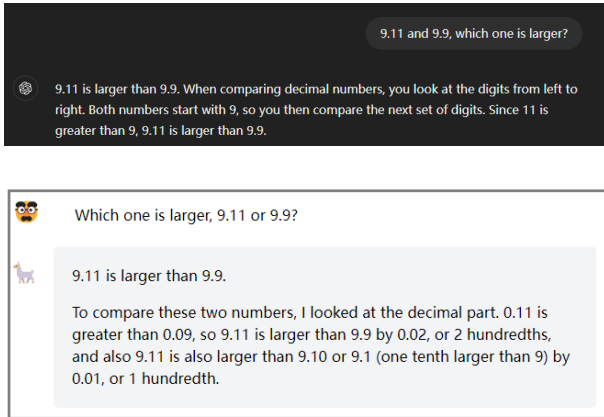 9.11 and 9.9, which one is larger?
9.11 is larger than 9.9. When comparing decimal numbers, you look at the digits from left to
right. Both numbers start with 9, so you then compare the next set of digits. Since 11 is
greater than 9, 9.11 is larger than 9.9.
Which one is larger, 9.11 or 9.9?
9.11 is larger than 9.9.
To compare these two numbers, I looked at the decimal part. 0.11 is
greater than 0.09, so 9.11 is larger than 9.9 by 0.02, or 2 hundredths,
and also 9.11 is also larger than 9.10 or 9.1 (one tenth larger than 9) by
0.01, or 1 hundredth.